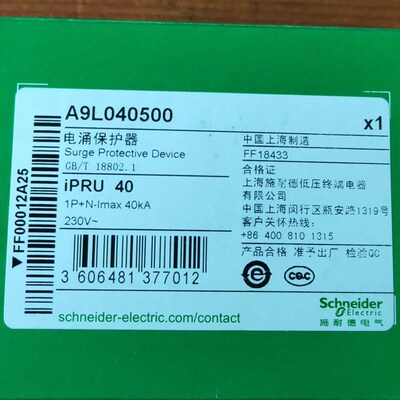 A9L040500
x1
电涌保护器
Surge Protective Device
GB/T 18802.1
iPRU 40
1P+N-Imax 40kA
230V~
中国上海制造
FF18433
合格证
上海施耐德低压终端电器
有限公司
中国上海闵行区瓶安路1319号
客户关怀热线:
+86 400 810 1315
产品合格 准予出厂 检验QC
▼FF00012A25
3 606481 377012
CQC
schneider-electric.com/contact
Schneider
Electric
施耐德电气